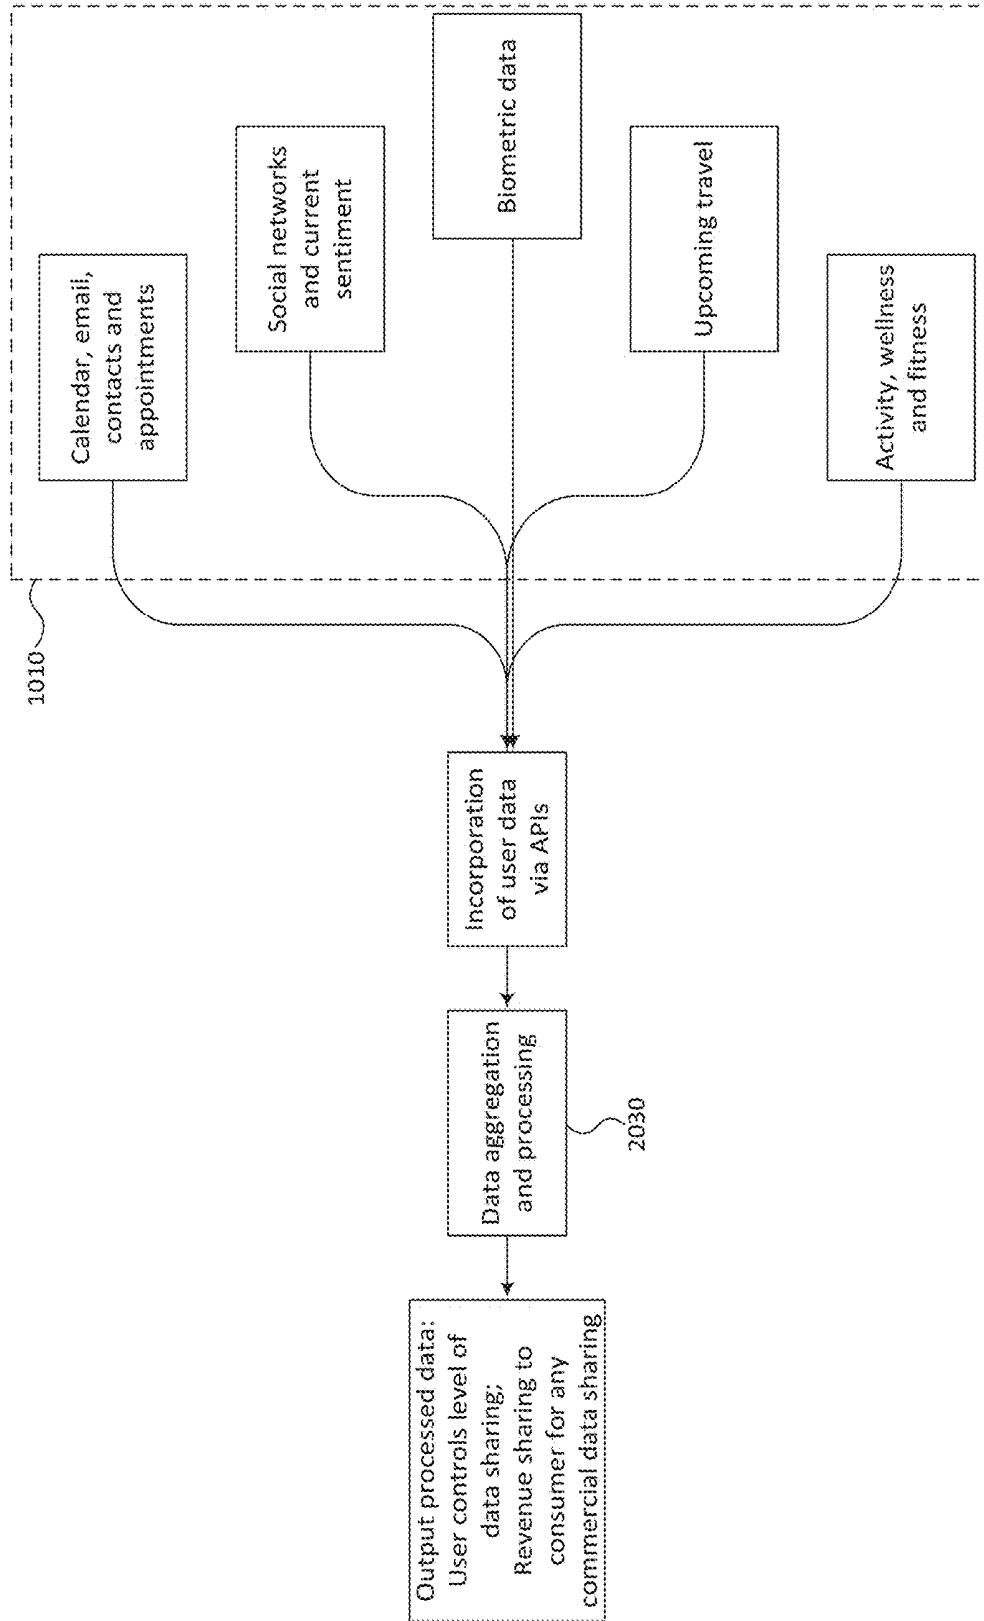 Calendar, email,
contacts and
appointments
Social networks
and current
sentiment
Biometric data
Upcoming travel
Activity, wellness
and fitness
1010
Incorporation
of user data
via APIs
Data aggregation
and processing
2030
Output processed data:
User controls level of
data sharing;
Revenue sharing to
consumer for any
commercial data sharing